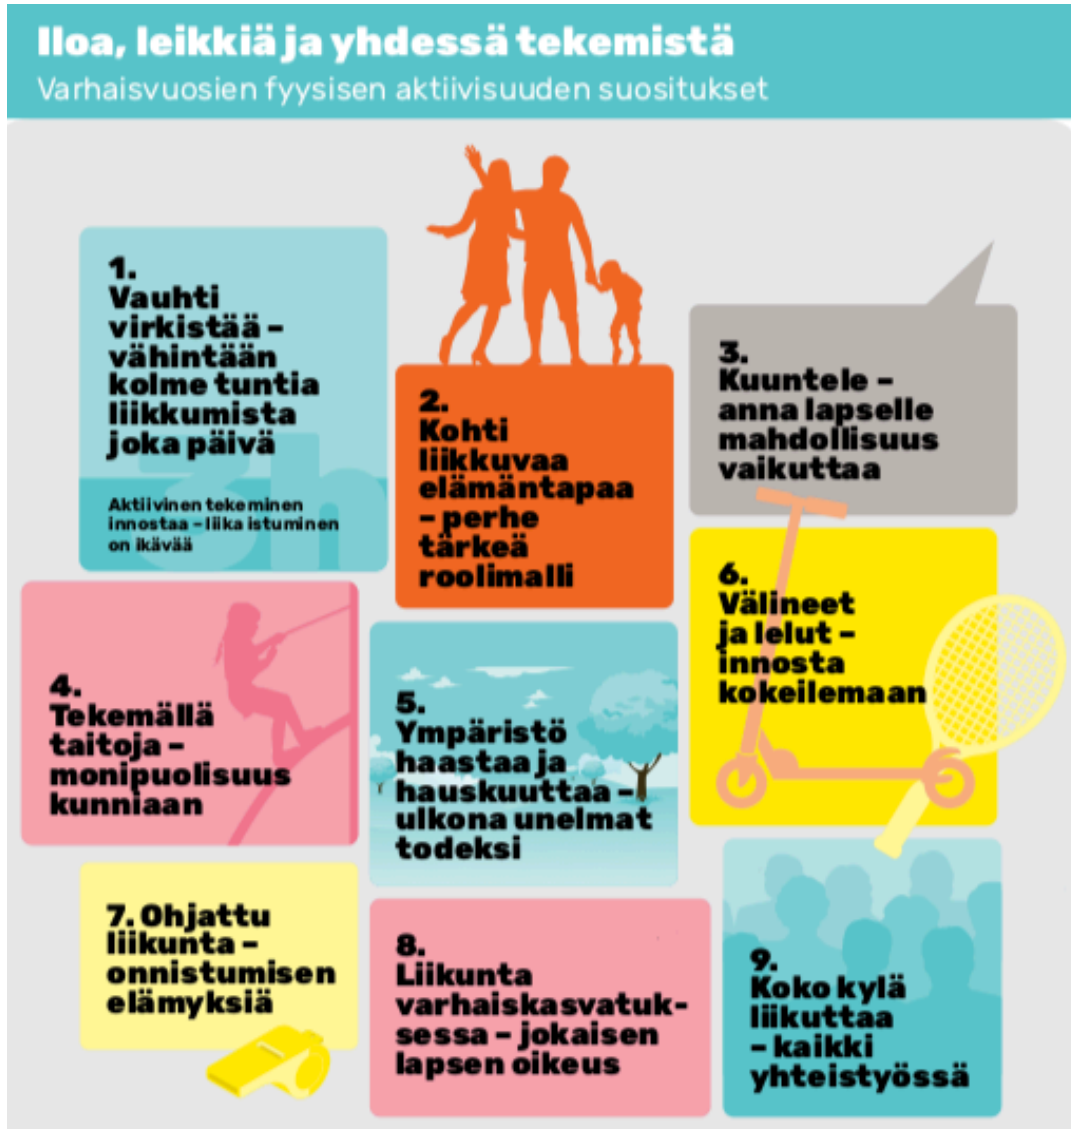 Iloa, leikkiä ja yhdessä tekemistä
Varhaisvuosien fyysisen aktiivisuuden suositukset
1.
Vauhti
virkistää –
vähintään
kolme tuntia
liikkumista
joka päivä
3h
Aktiivinen tekeminen
innostaa – liika istuminen
on ikävää
2.
Kohti
liikkuvaa
elämäntapaa
– perhe
tärkeä
roolimalli
3.
Kuuntele –
anna lapselle
mahdollisuus
vaikuttaa
4.
Tekemällä
taitoja –
monipuolisuus
kunniaan
5.
Ympäristö
haastaa ja
hauskuuttaa –
ulkona unelmat
todeksi
6.
Välineet
ja lelut –
innosta
kokeilemaan
7. Ohjattu
liikunta –
onnistumisen
elämyksiä
8.
Liikunta
varhaiskasvatuk-
sessa – jokaisen
lapsen oikeus
9.
Koko kylä
liikuttaa
– kaikki
yhteistyössä